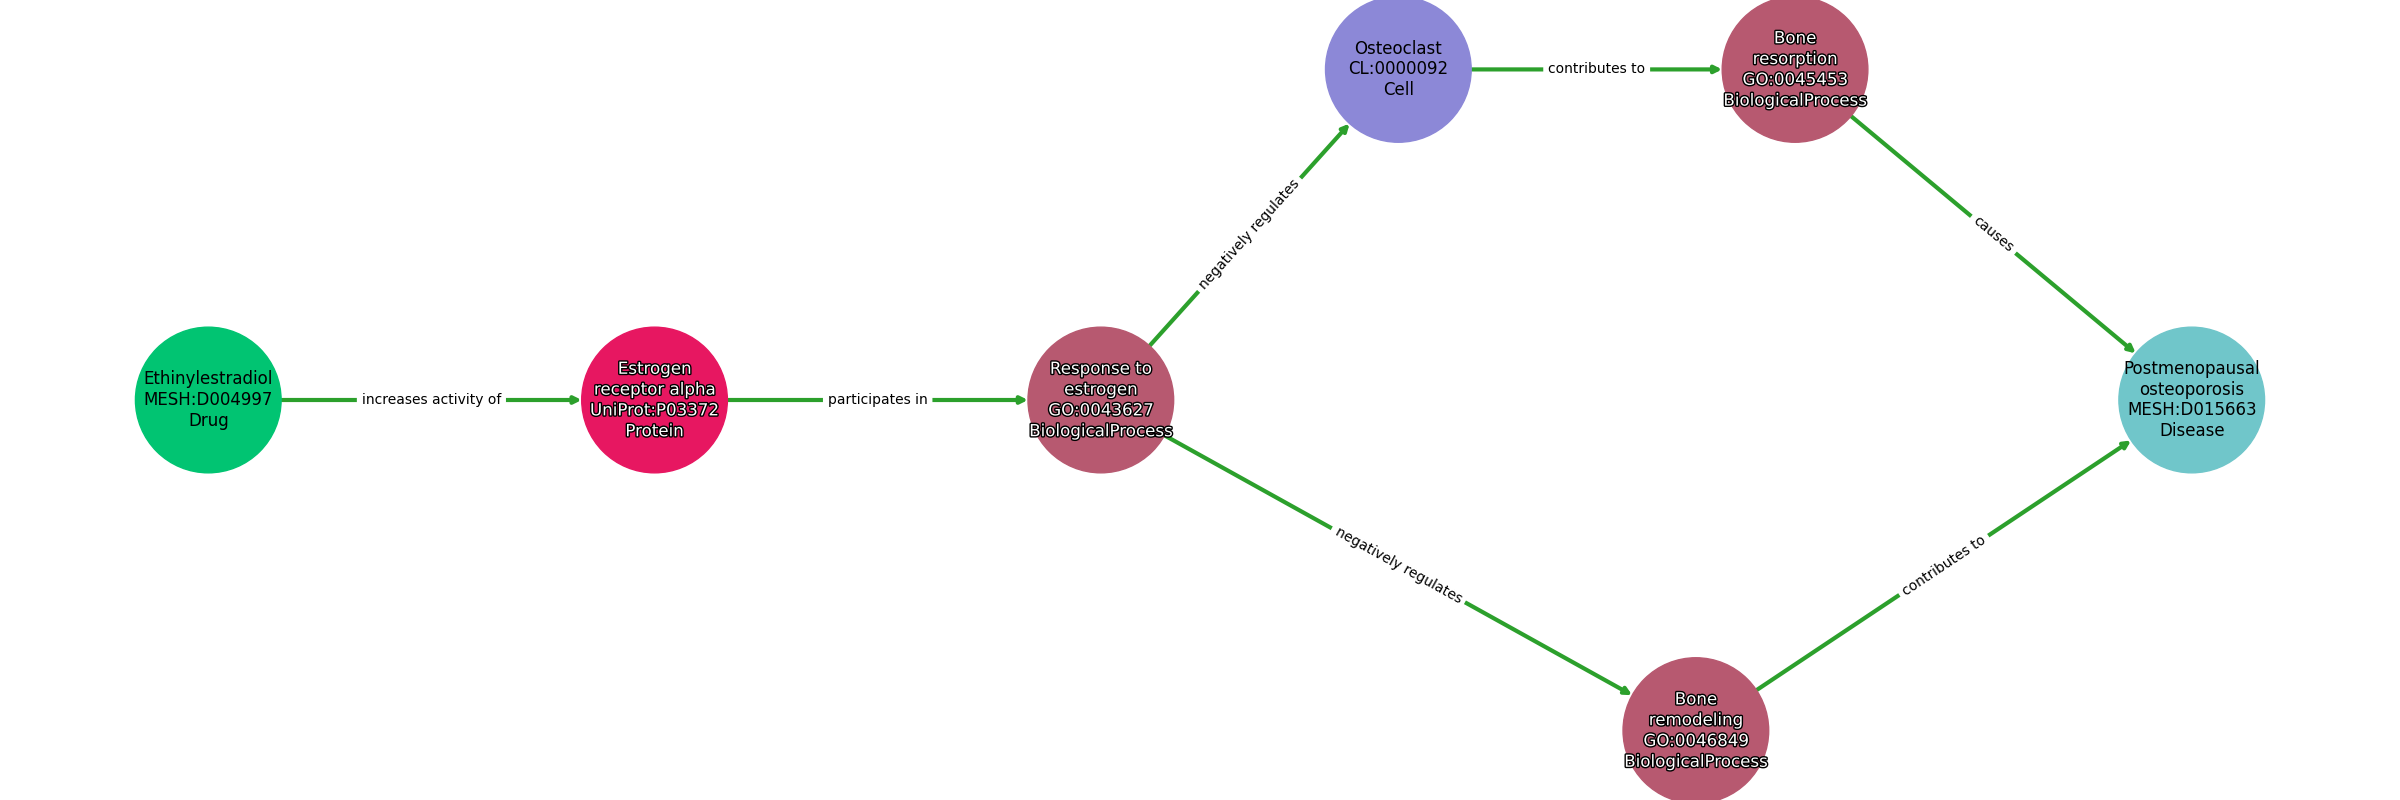 Ethinylestradiol
MESH:D004997
Drug
increases activity of
Estrogen
receptor alpha
UniProt:P03372
Protein
participates in
Response to
estrogen
GO:0043627
BiologicalProcess
negatively regulates
Osteoclast
CL:0000092
Cell
contributes to
Bone
resorption
GO:0045453
BiologicalProcess
causes
negatively regulates
Bone
remodeling
GO:0046849
BiologicalProcess
contributes to
Postmenopausal
osteoporosis
MESH:D015663
Disease